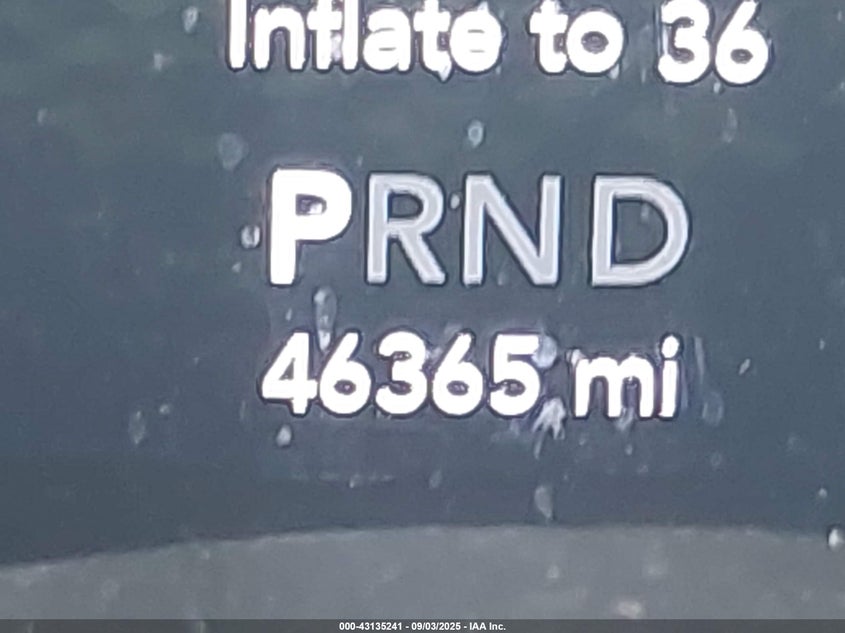 Inflate to 36
PRND
46365 mi
000-43135241 - 09/03/2025 - IAA Inc.